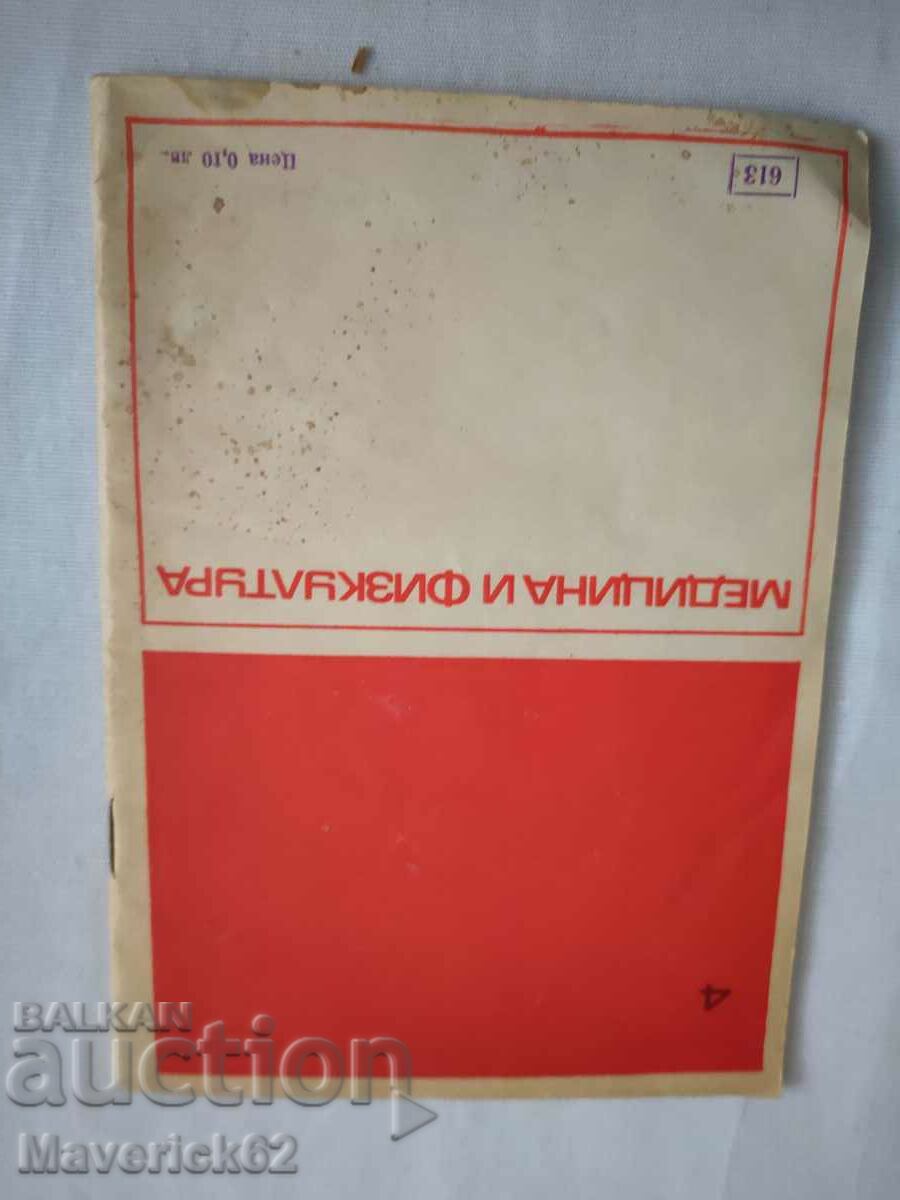 4
МЕДИЦИНА И ФИЗКУЛТУРА
613
Цена 0,10 лв.
BALKAN
auction
Maverick62